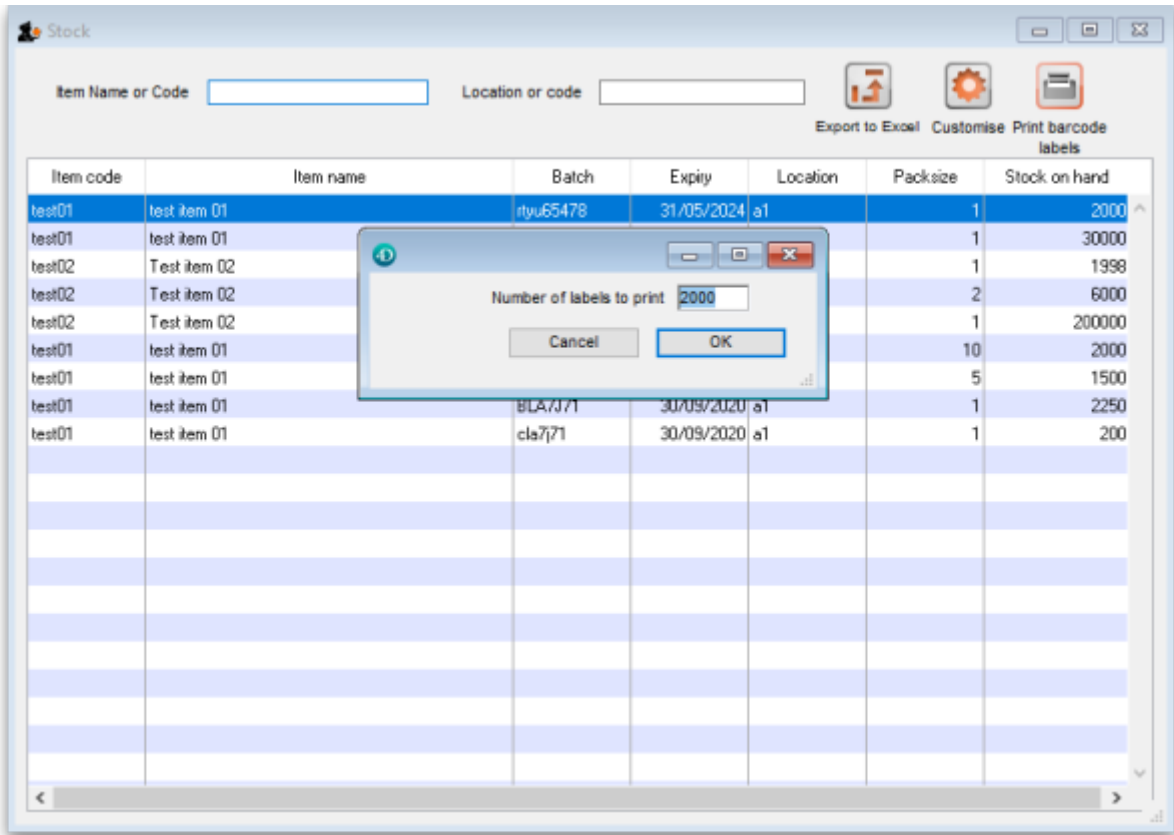 Stock
Item Name or Code Location or code
Export to Excel Customise Print barcode
labels
Item code Item name Batch Expiry Location Packsize Stock on hand
test01 test item 01 rtyu65478 31/05/2024 a1 1 2000
test01 test item 01 1 30000
test02 Test item 02 1 1998
test02 Test item 02 2 6000
test02 Test item 02 1 200000
test01 test item 01 10 2000
test01 test item 01 5 1500
test01 test item 01 BLA7J71 30/09/2020 a1 1 2250
test01 test item 01 cla7j71 30/09/2020 a1 1 200
Number of labels to print 2000
Cancel OK